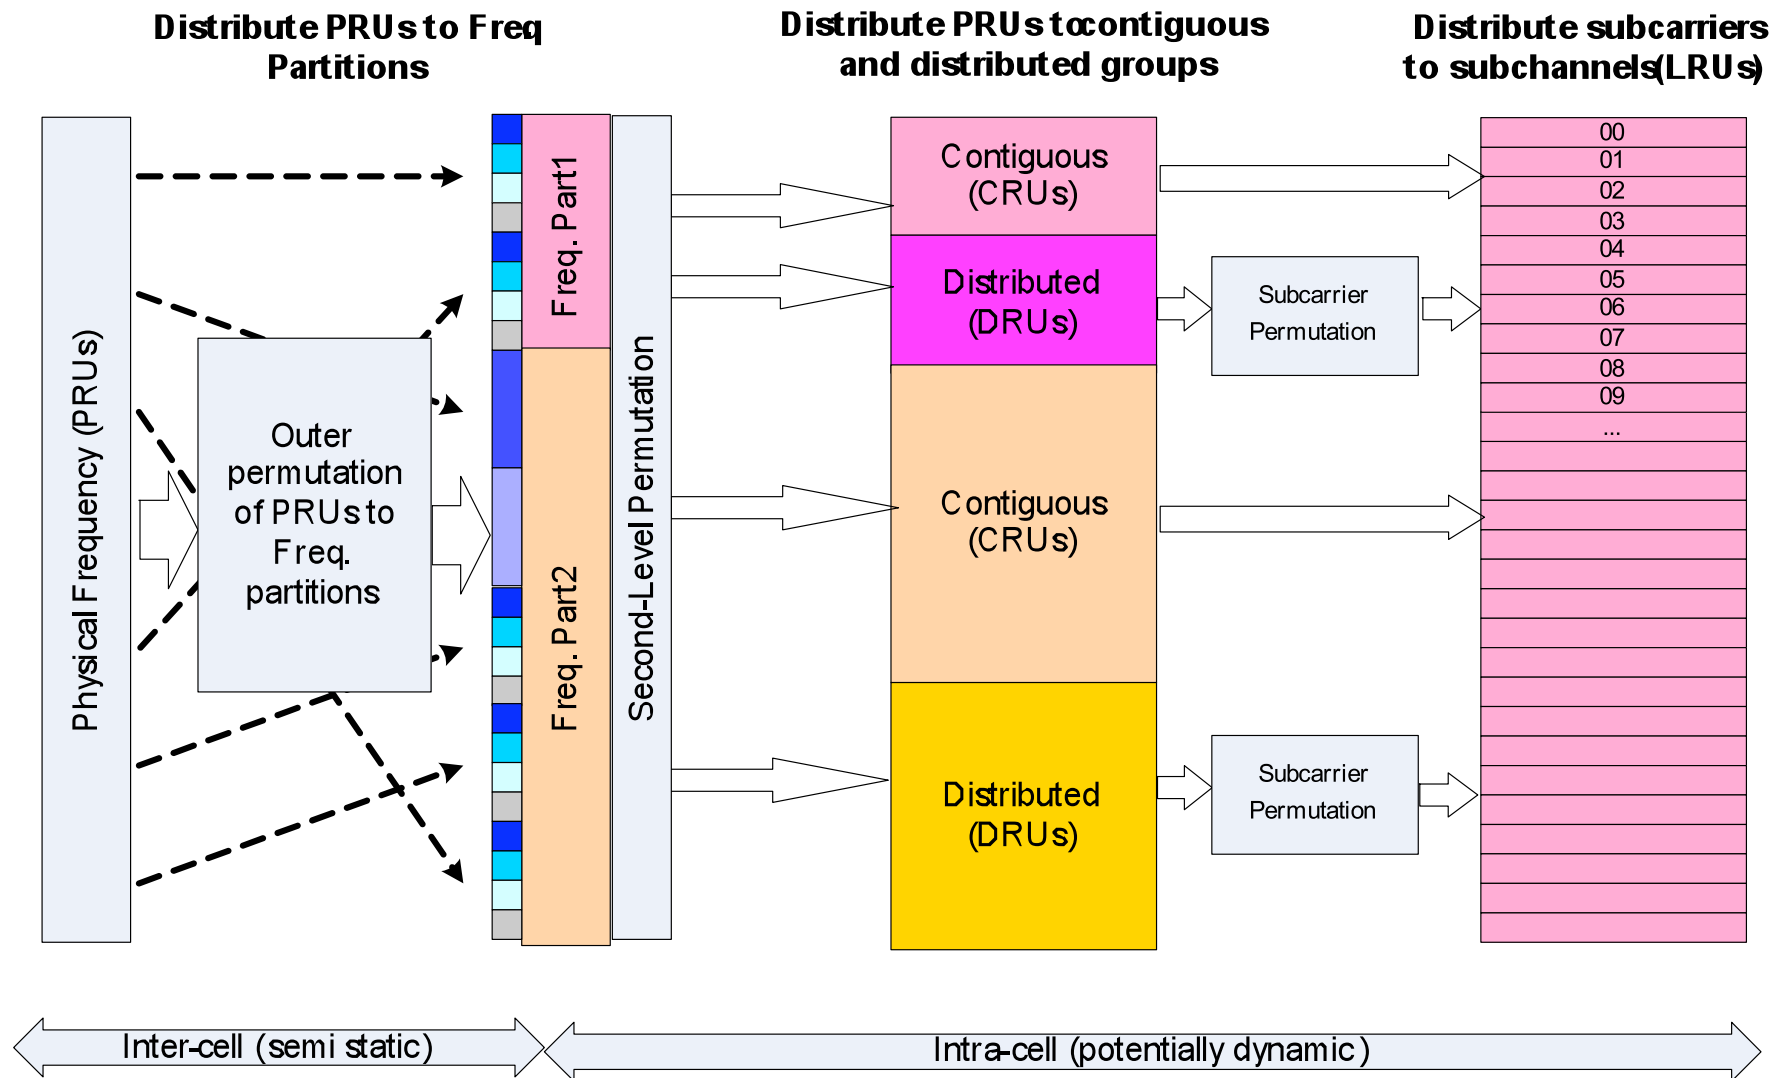 Distribute PRUs to Freq.
Partitions
Distribute PRUs to contiguous
and distributed groups
Distribute subcarriers
to subchannels (LRUs)
Physical Frequency (PRUs)
Outer
permutation
of PRUs to
Freq.
partitions
Freq. Part1
Freq. Part2
Second-Level Permutation
Contiguous
(CRUs)
Distributed
(DRUs)
Contiguous
(CRUs)
Distributed
(DRUs)
Subcarrier
Permutation
Subcarrier
Permutation
00
01
02
03
04
05
06
07
08
09
...
Inter-cell (semi static)
Intra-cell (potentially dynamic)